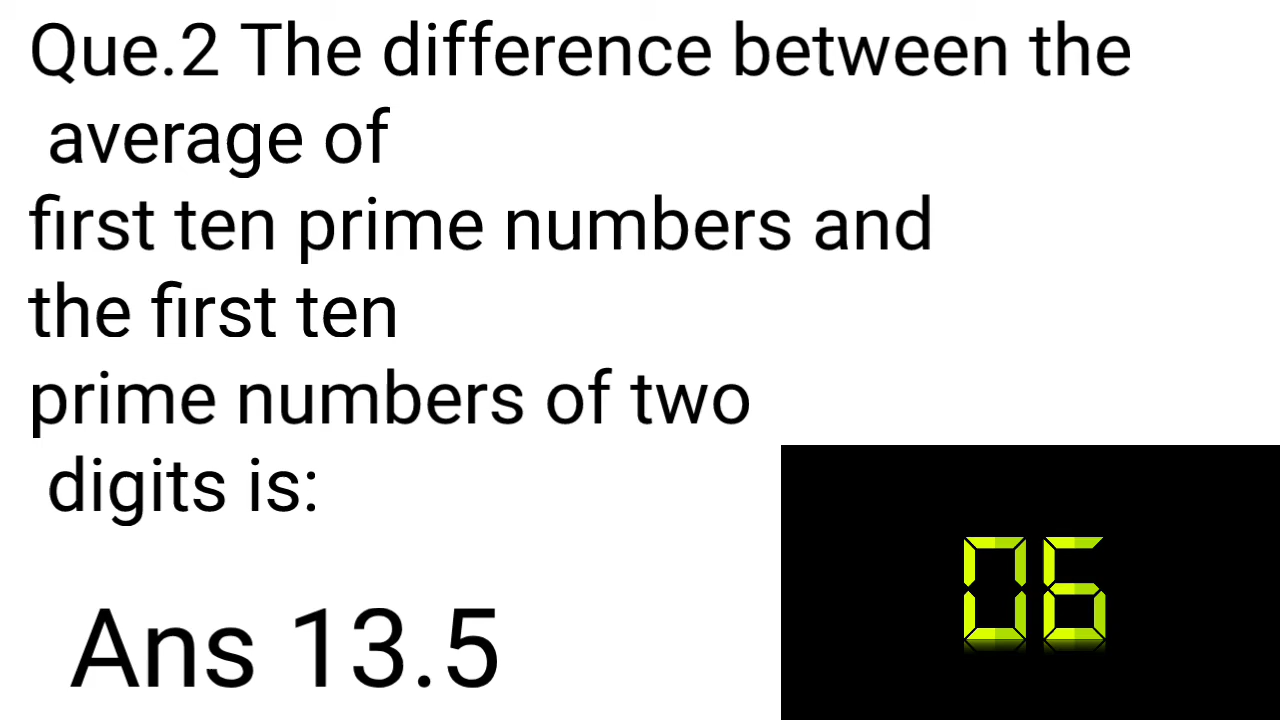 Que.2 The difference between the
average of
first ten prime numbers and
the first ten
prime numbers of two
digits is:
Ans 13.5
06